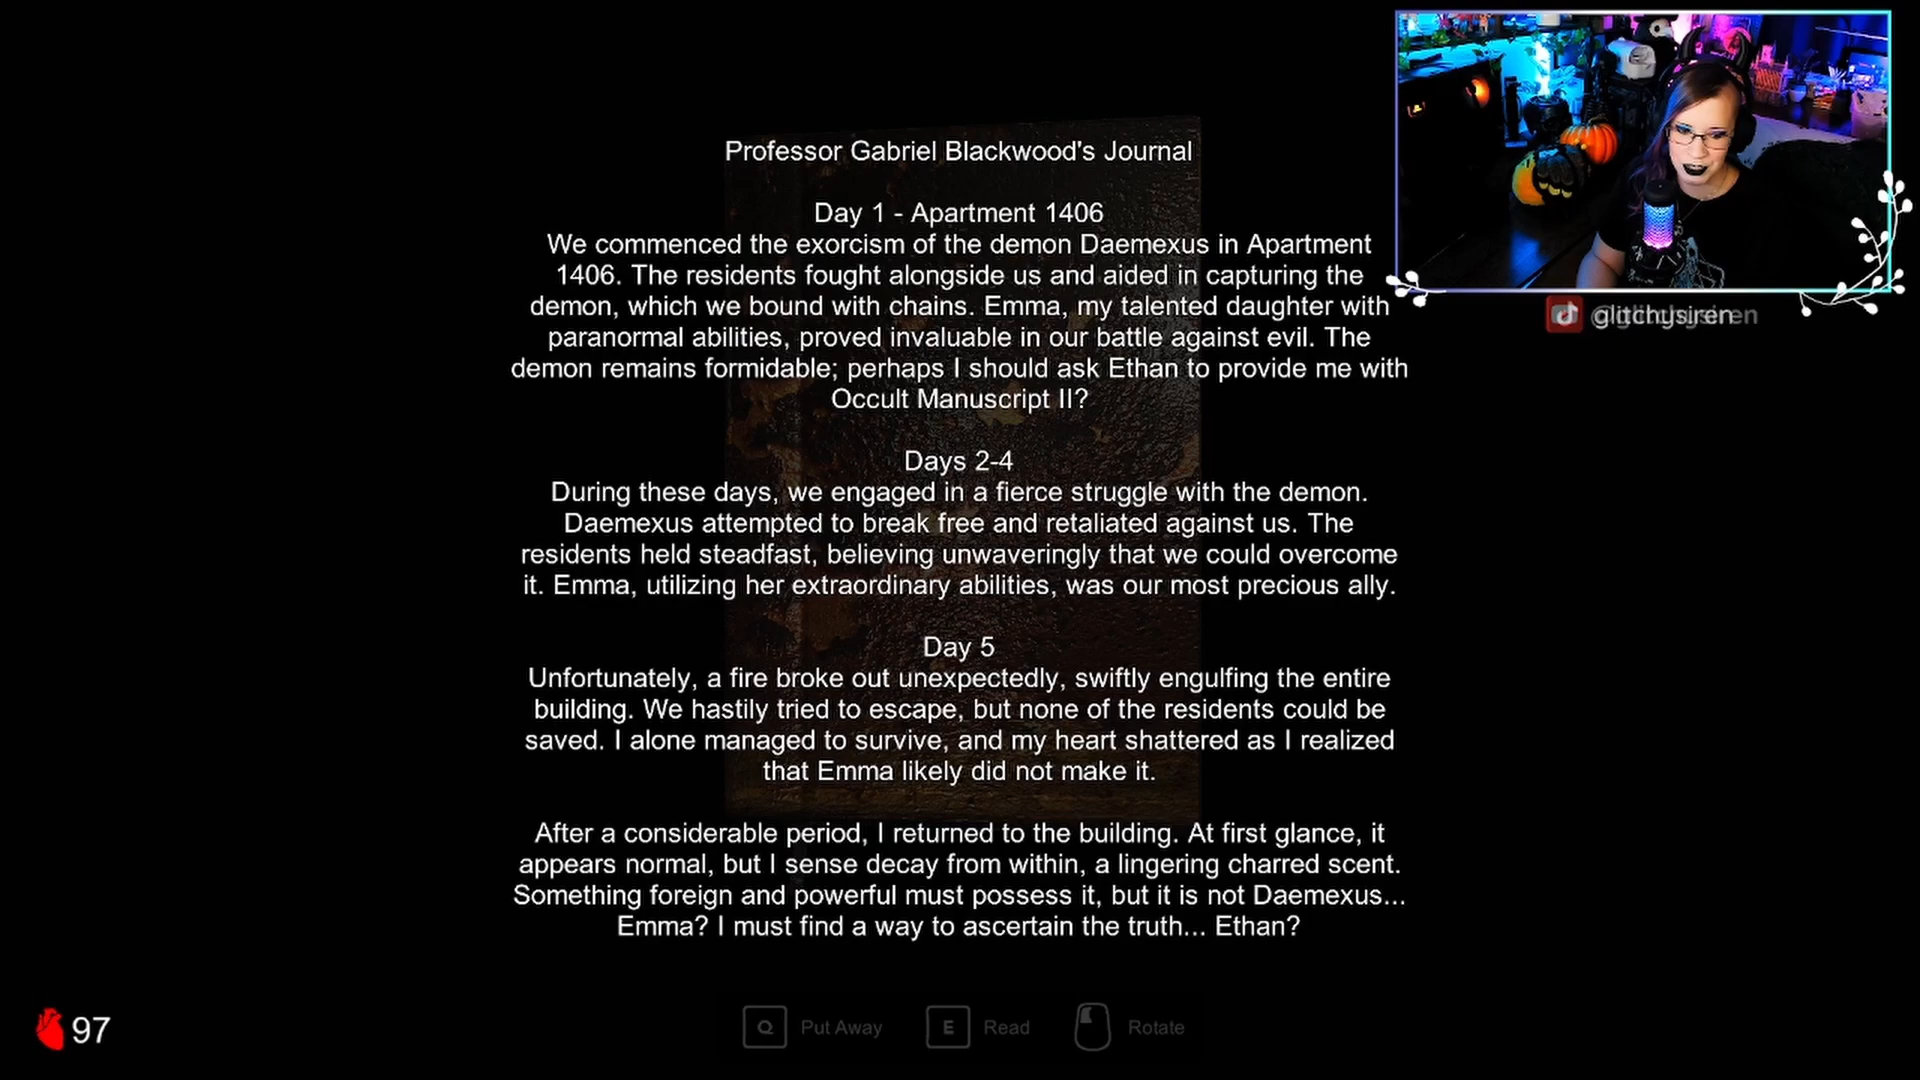 Professor Gabriel Blackwood's Journal
Day 1 - Apartment 1406
We commenced the exorcism of the demon Daemexus in Apartment
1406. The residents fought alongside us and aided in capturing the
demon, which we bound with chains. Emma, my talented daughter with
paranormal abilities, proved invaluable in our battle against evil. The
demon remains formidable; perhaps I should ask Ethan to provide me with
Occult Manuscript II?
Days 2-4
During these days, we engaged in a fierce struggle with the demon.
Daemexus attempted to break free and retaliated against us. The
residents held steadfast, believing unwaveringly that we could overcome
it. Emma, utilizing her extraordinary abilities, was our most precious ally.
Day 5
Unfortunately, a fire broke out unexpectedly, swiftly engulfing the entire
building. We hastily tried to escape, but none of the residents could be
saved. I alone managed to survive, and my heart shattered as I realized
that Emma likely did not make it.
After a considerable period, I returned to the building. At first glance, it
appears normal, but I sense decay from within, a lingering charred scent.
Something foreign and powerful must possess it, but it is not Daemexus...
Emma? I must find a way to ascertain the truth... Ethan?
glitchysiren
97
Q Put Away E Read Rotate